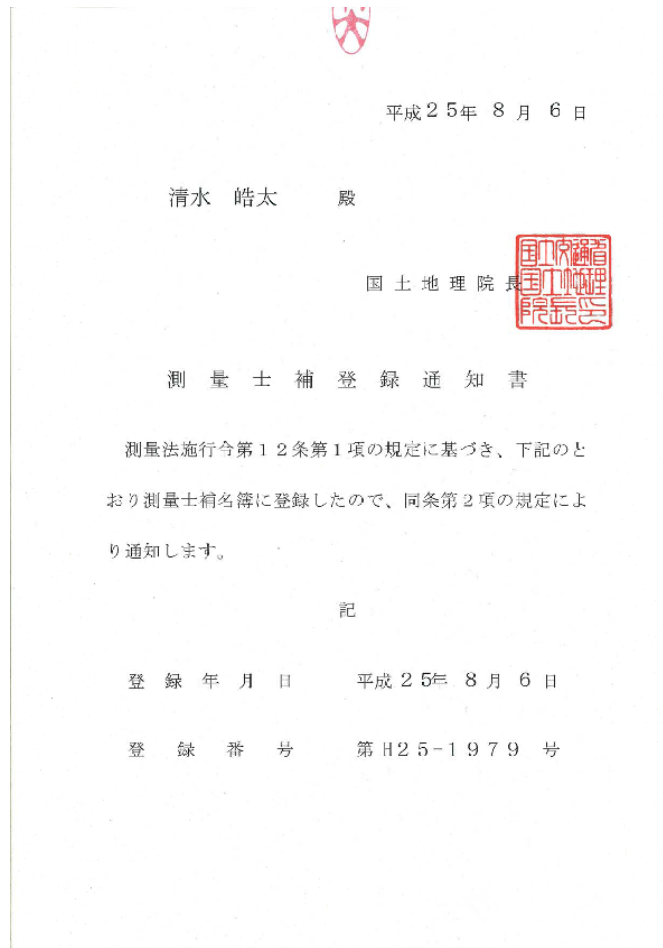 平成25年 8月 6日
清水 皓太 殿
国土地理院長
測量士補登録通知書
測量法施行令第12条第1項の規定に基づき、下記のと
おり測量士補名簿に登録したので、同条第2項の規定によ
り通知します。
記
登録年月日 平成25年 8月 6日
登録番号 第H25-1979 号